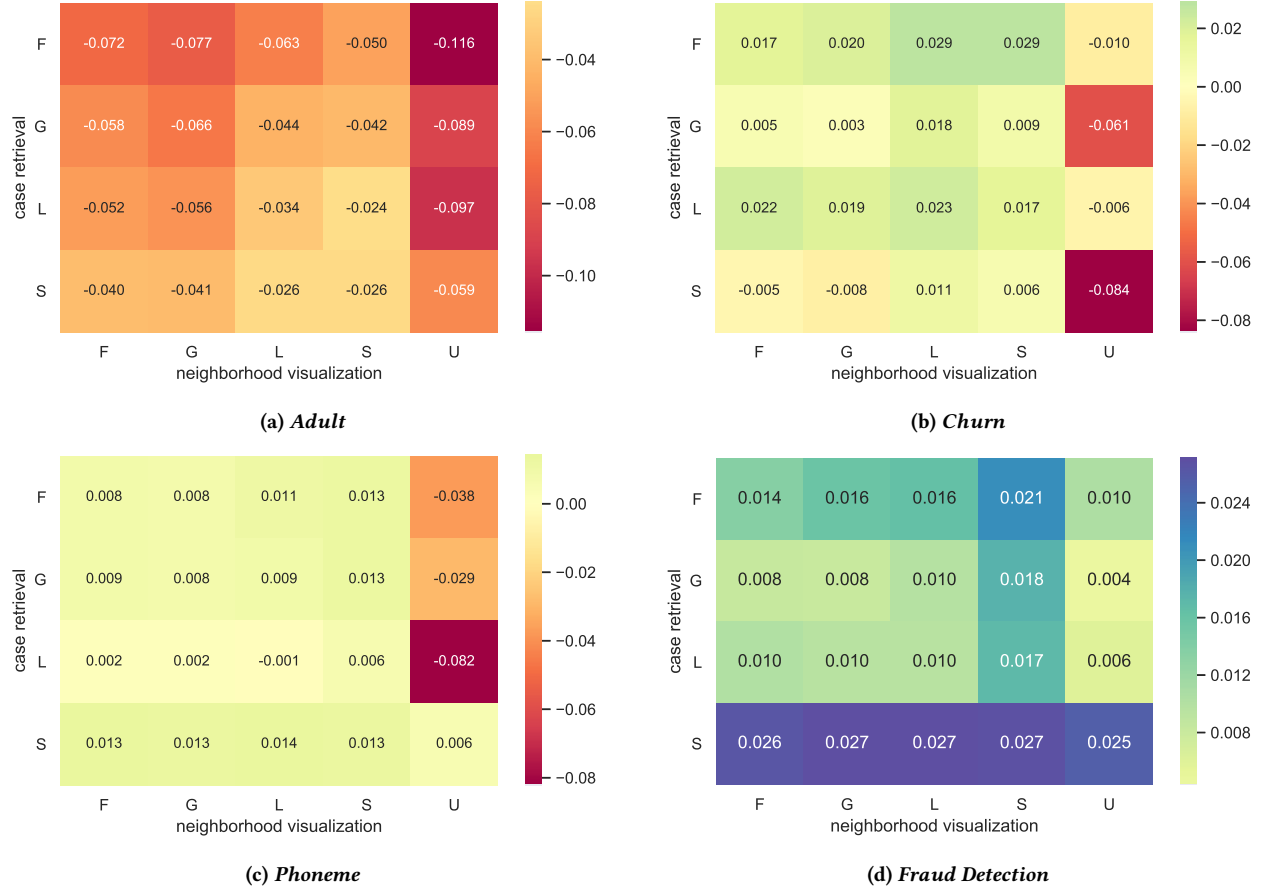 F -0.072 -0.077 -0.063 -0.050 -0.116
G -0.058 -0.066 -0.044 -0.042 -0.089
L -0.052 -0.056 -0.034 -0.024 -0.097
S -0.040 -0.041 -0.026 -0.026 -0.059
F G L S U
case retrieval
neighborhood visualization
−0.04
−0.06
−0.08
−0.10
(a) Adult
F 0.017 0.020 0.029 0.029 -0.010
G 0.005 0.003 0.018 0.009 -0.061
L 0.022 0.019 0.023 0.017 -0.006
S -0.005 -0.008 0.011 0.006 -0.084
F G L S U
case retrieval
neighborhood visualization
0.02
0.00
−0.02
−0.04
−0.06
−0.08
(b) Churn
F 0.008 0.008 0.011 0.013 -0.038
G 0.009 0.008 0.009 0.013 -0.029
L 0.002 0.002 -0.001 0.006 -0.082
S 0.013 0.013 0.014 0.013 0.006
F G L S U
case retrieval
neighborhood visualization
0.00
−0.02
−0.04
−0.06
−0.08
(c) Phoneme
F 0.014 0.016 0.016 0.021 0.010
G 0.008 0.008 0.010 0.018 0.004
L 0.010 0.010 0.010 0.017 0.006
S 0.026 0.027 0.027 0.027 0.025
F G L S U
case retrieval
neighborhood visualization
0.024
0.020
0.016
0.012
0.008
(d) Fraud Detection